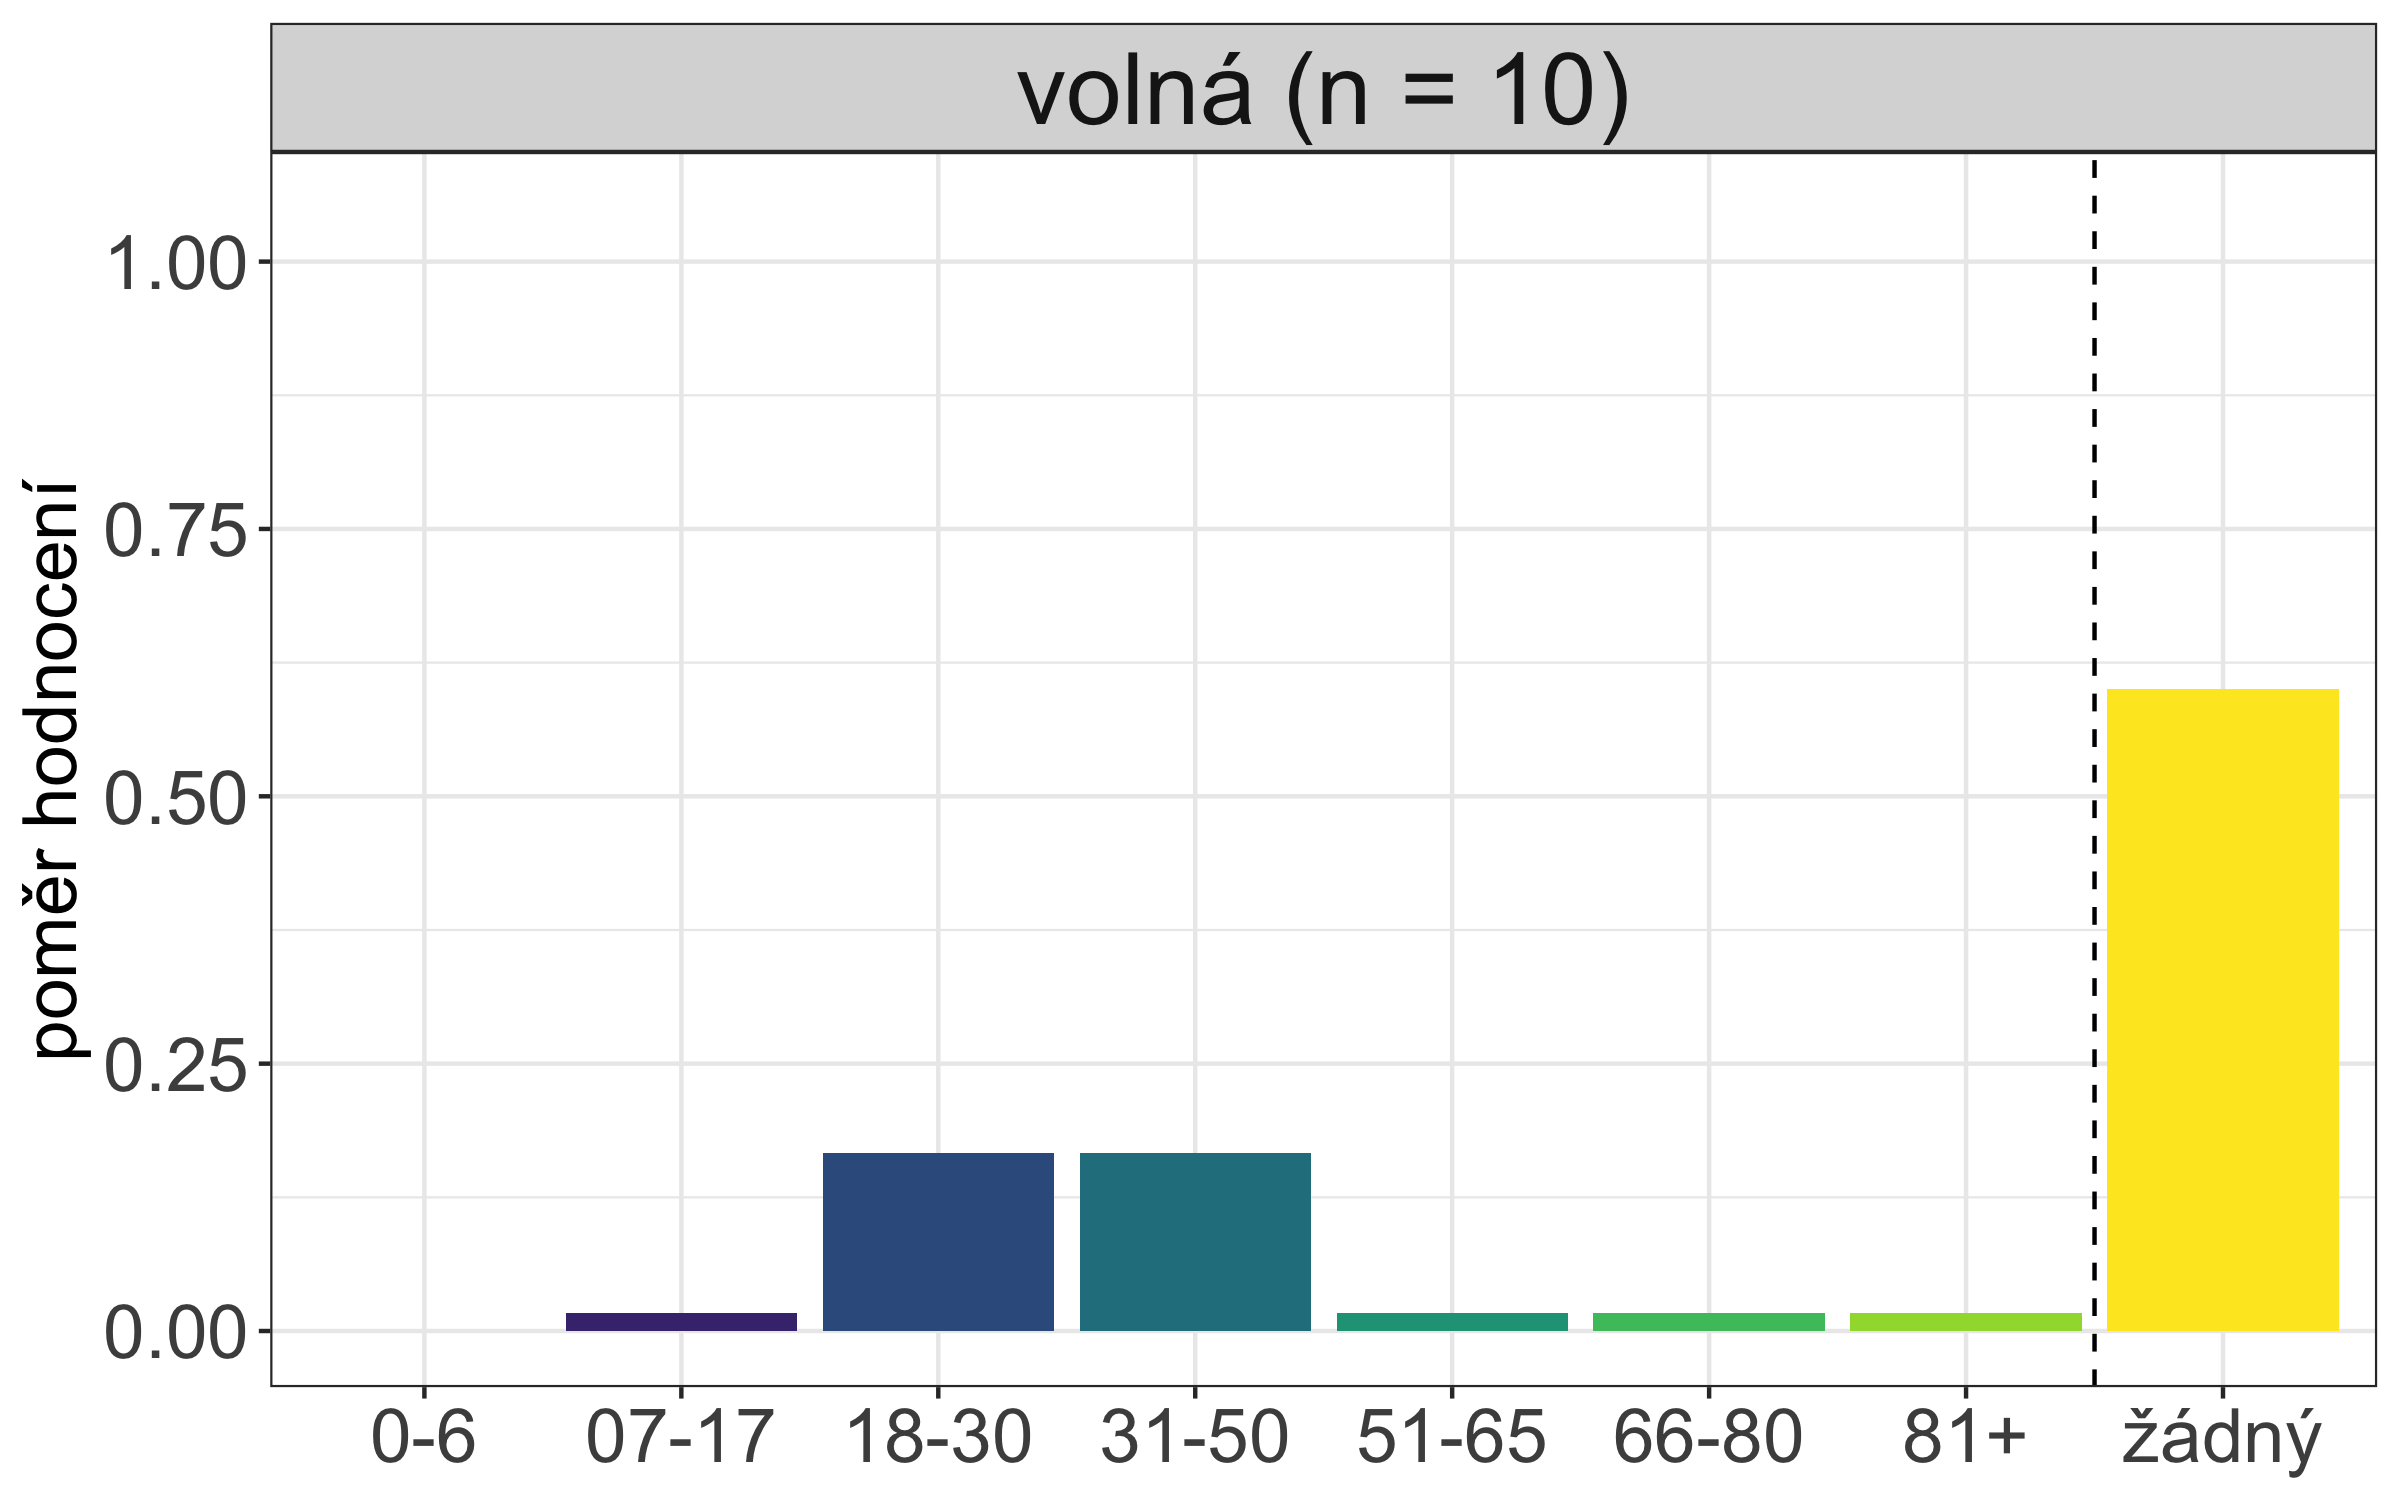 volná (n = 10)
poměr hodnocení
1.00
0.75
0.50
0.25
0.00
0-6 07-17 18-30 31-50 51-65 66-80 81+ žádný